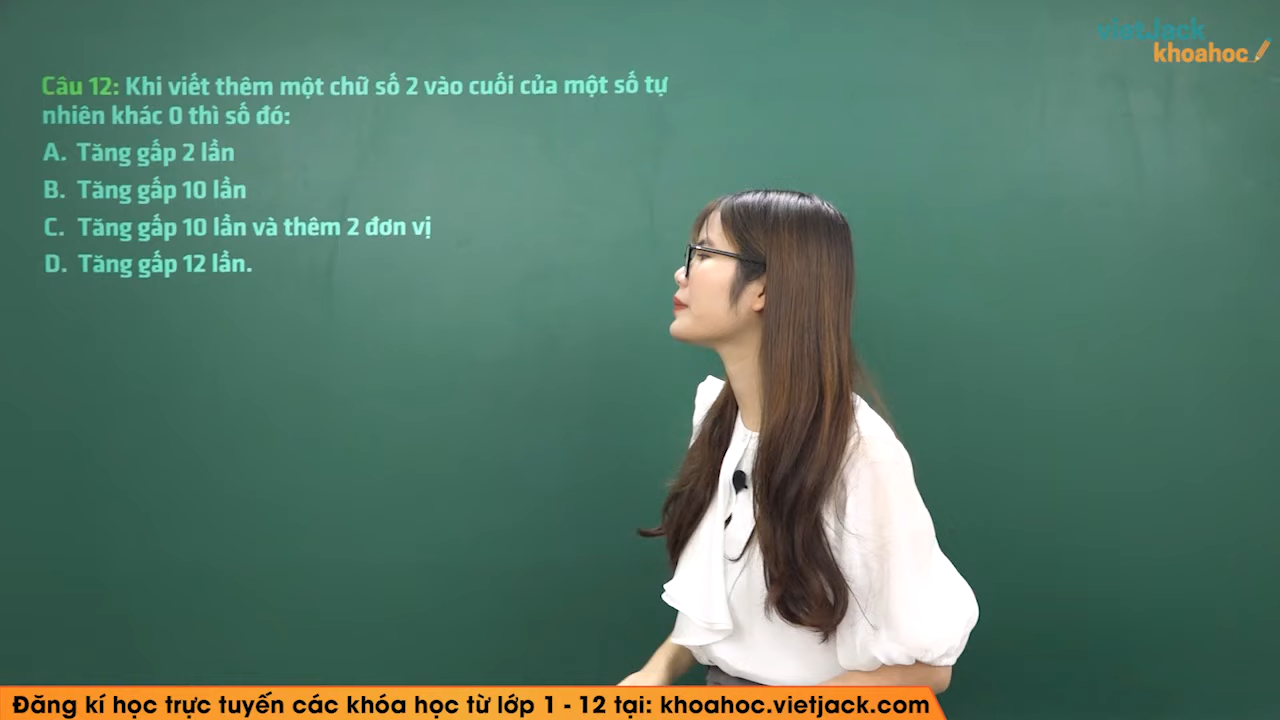 vietJack
khoahoc
Câu 12: Khi viết thêm một chữ số 2 vào cuối của một số tự
nhiên khác 0 thì số đó:
A. Tăng gấp 2 lần
B. Tăng gấp 10 lần
C. Tăng gấp 10 lần và thêm 2 đơn vị
D. Tăng gấp 12 lần.
Đăng kí học trực tuyến các khóa học từ lớp 1 - 12 tại: khoahoc.vietjack.com